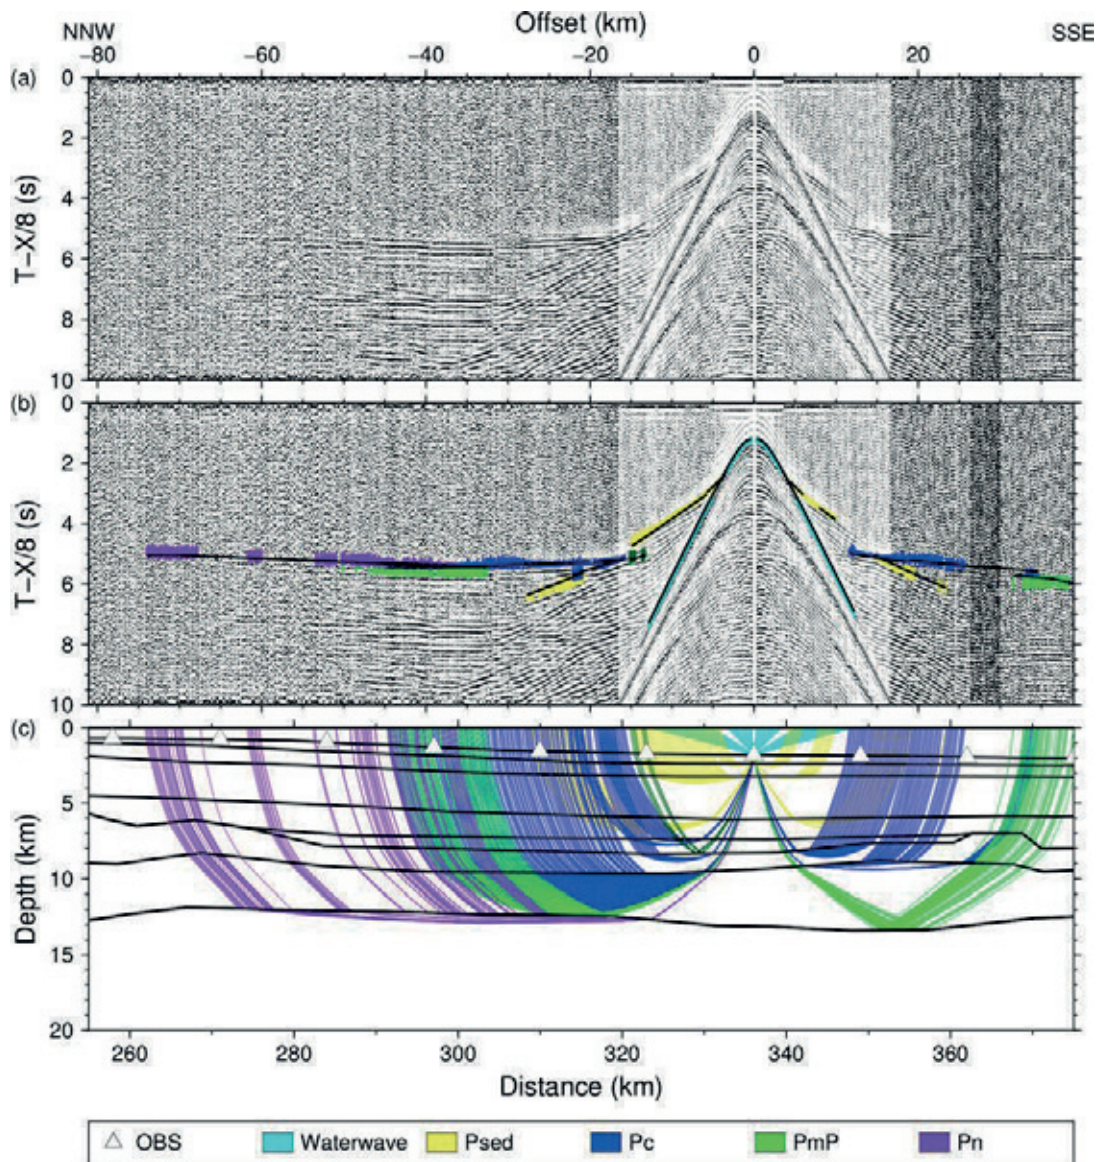 Offset (km)
NNW SSE
−80 −60 −40 −20 0 20
(a)
0
2
4
6
8
10
T−X/8 (s)
(b)
0
2
4
6
8
10
T−X/8 (s)
(c)
0
5
10
15
20
Depth (km)
260 280 300 320 340 360
Distance (km)
OBS Waterwave Psed Pc PmP Pn